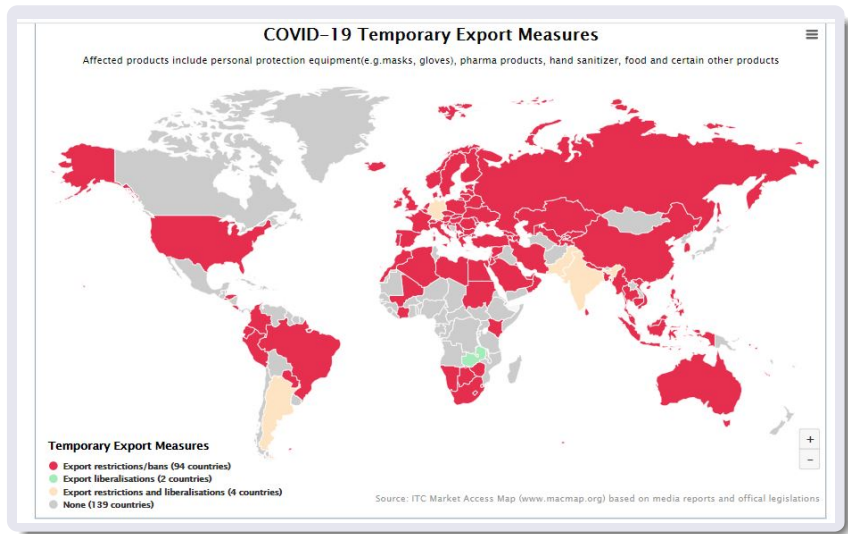 COVID-19 Temporary Export Measures
Affected products include personal protection equipment(e.g.masks, gloves), pharma products, hand sanitizer, food and certain other products
Temporary Export Measures
Export restrictions/bans (94 countries)
Export liberalisations (2 countries)
Export restrictions and liberalisations (4 countries)
None (139 countries)
+
−
Source: ITC Market Access Map (www.macmap.org) based on media reports and offical legislations